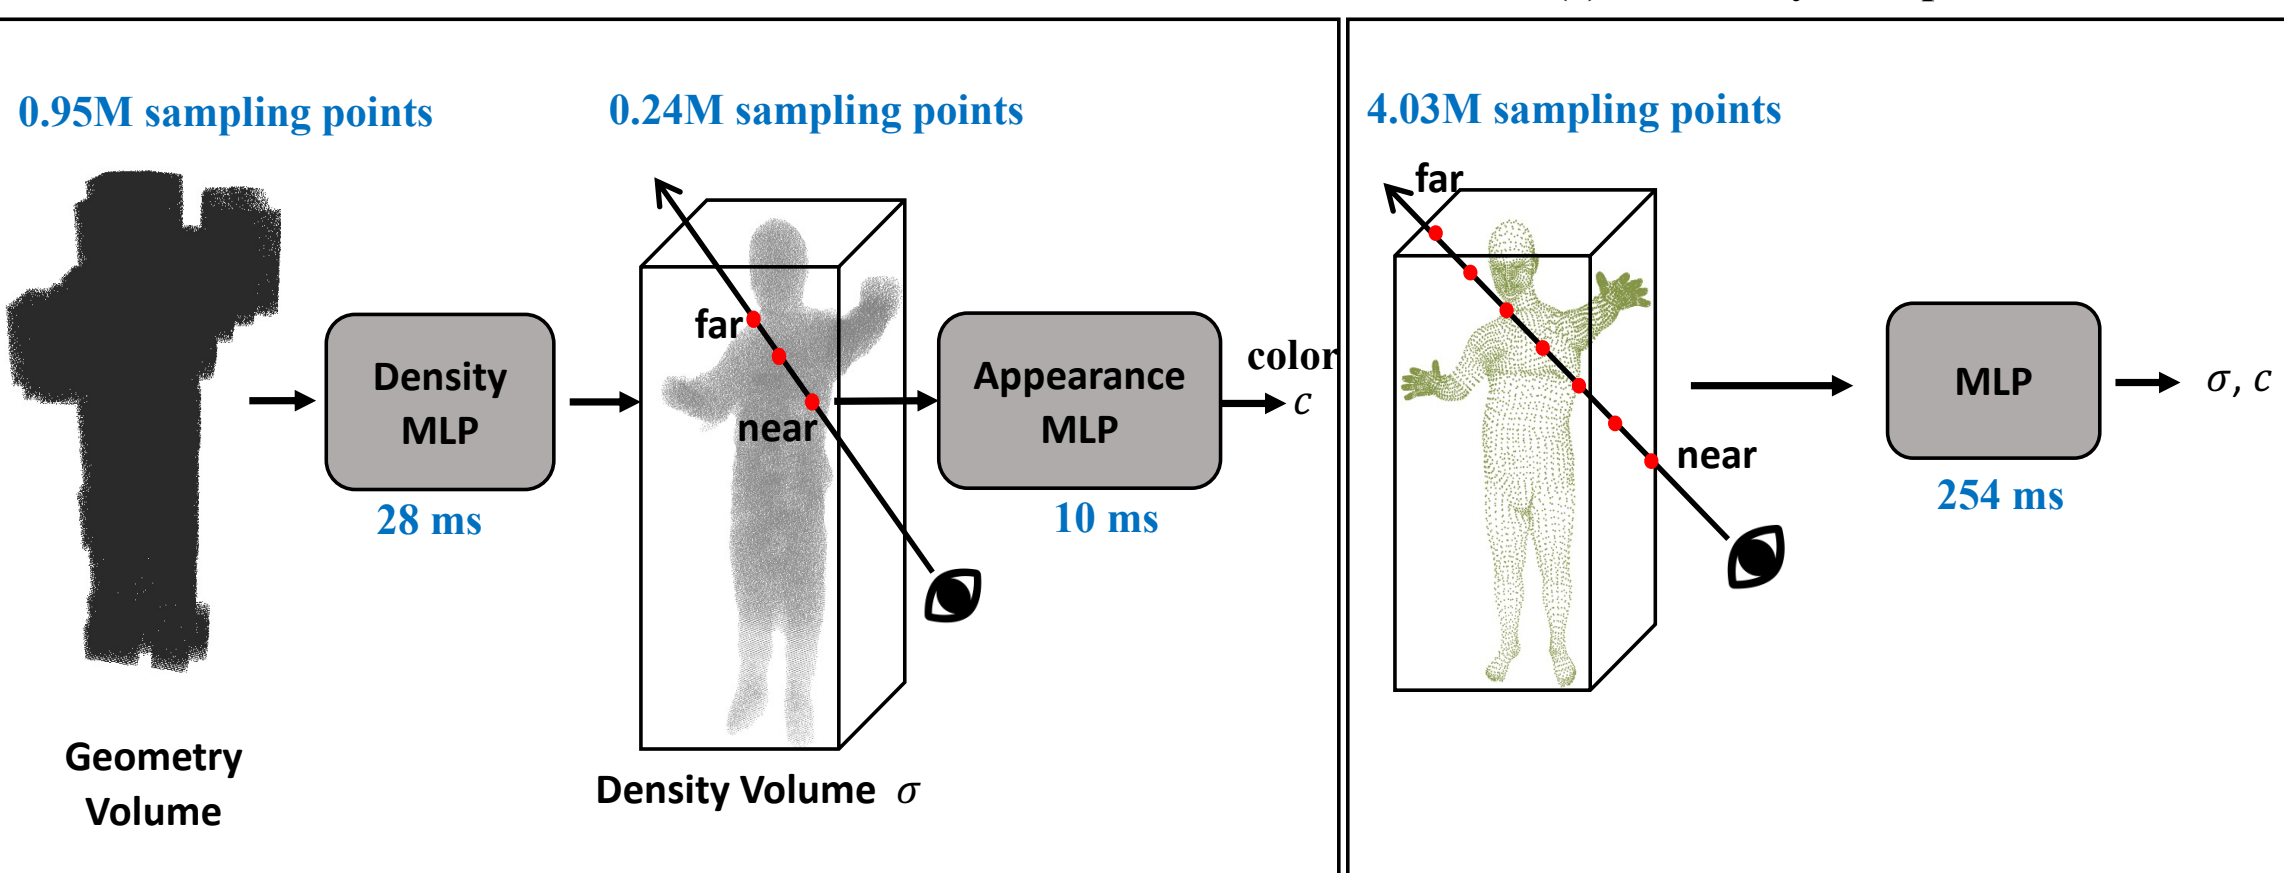 0.95M sampling points
0.24M sampling points
far
near
Density
MLP
28 ms
Appearance
MLP
10 ms
color
c
Geometry
Volume
Density Volume σ
4.03M sampling points
far
near
MLP
254 ms
σ, c